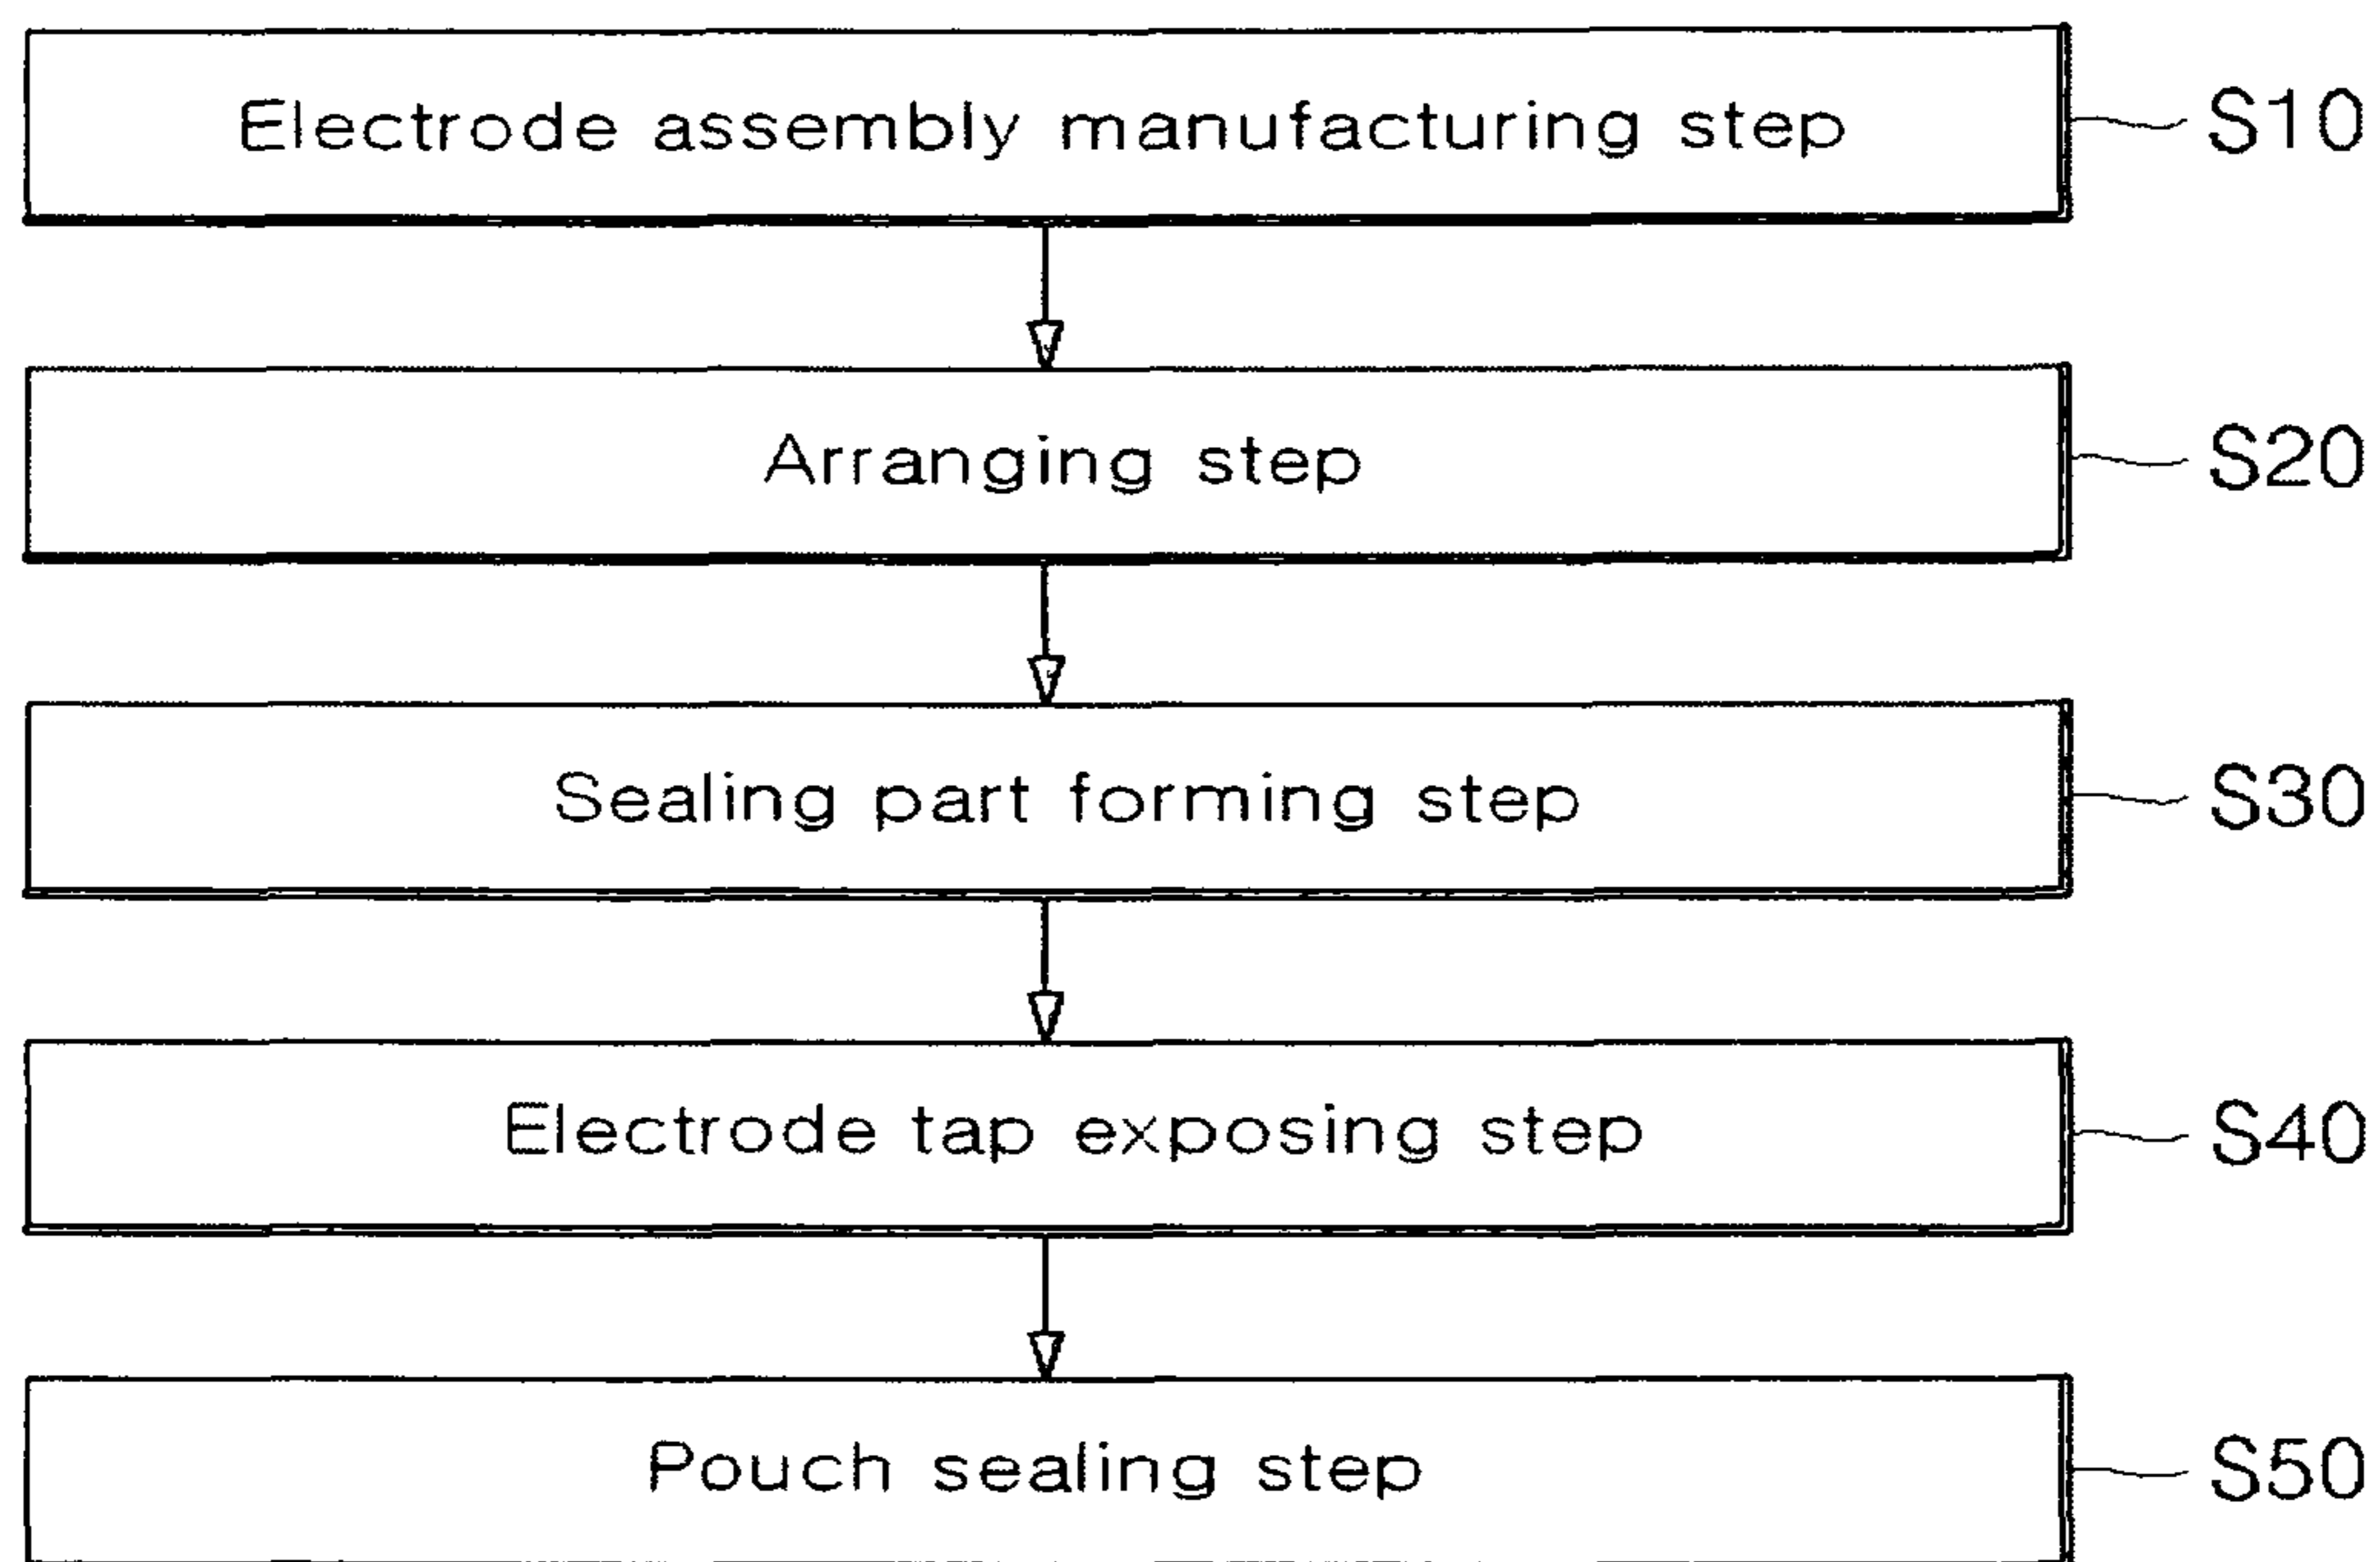 Electrode assembly manufacturing step S10
Arranging step S20
Sealing part forming step S30
Electrode tap exposing step S40
Pouch sealing step S50